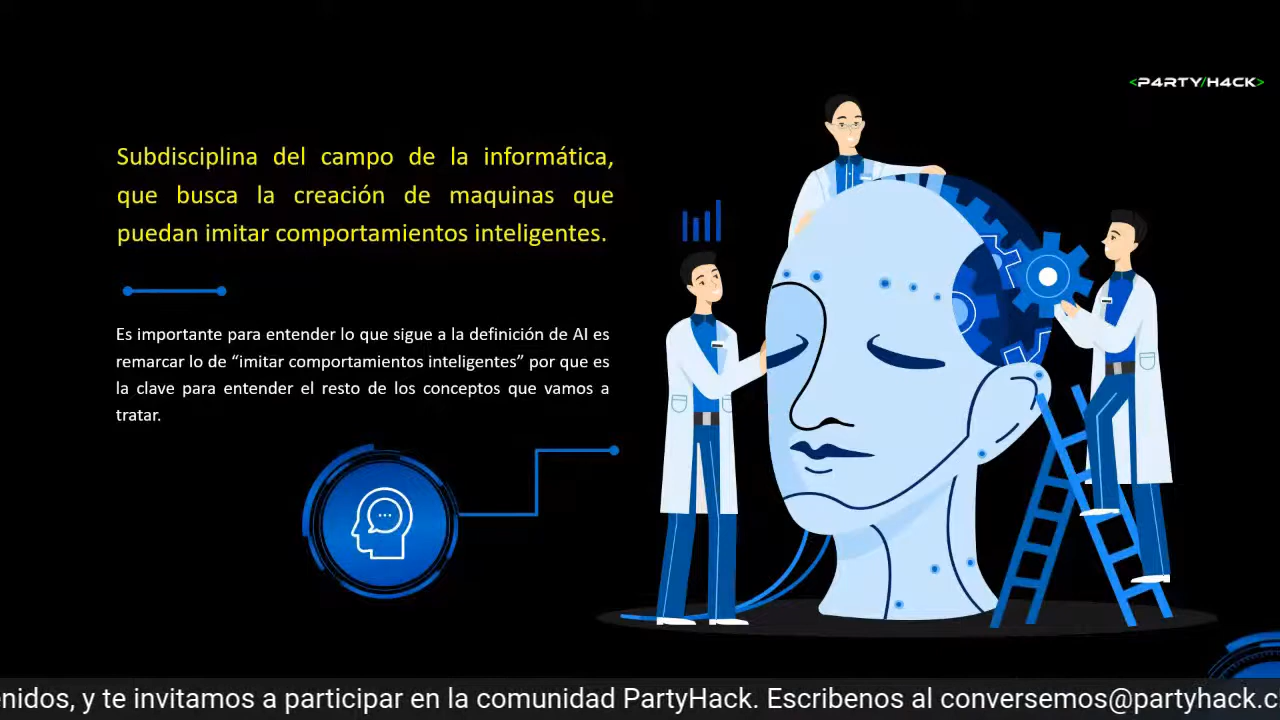 <P4RTY/H4CK>
Subdisciplina del campo de la informática,
que busca la creación de maquinas que
puedan imitar comportamientos inteligentes.
Es importante para entender lo que sigue a la definición de AI es
remarcar lo de “imitar comportamientos inteligentes” por que es
la clave para entender el resto de los conceptos que vamos a
tratar.
enidos, y te invitamos a participar en la comunidad PartyHack. Escribenos al conversemos@partyhack.c